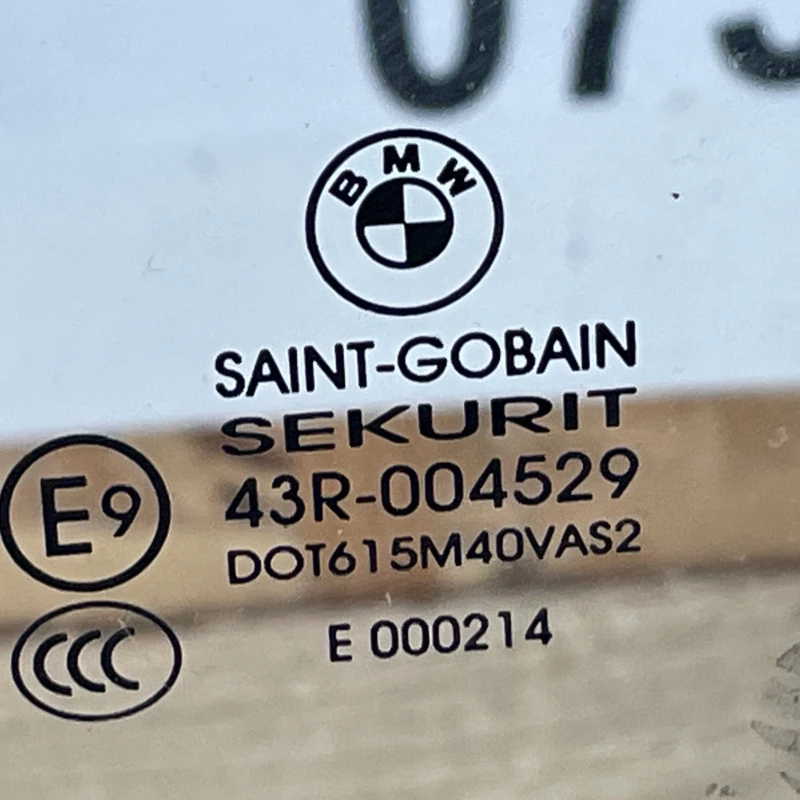 BMW
SAINT-GOBAIN
SEKURIT
E9
43R-004529
DOT615M40VAS2
CCC
E 000214